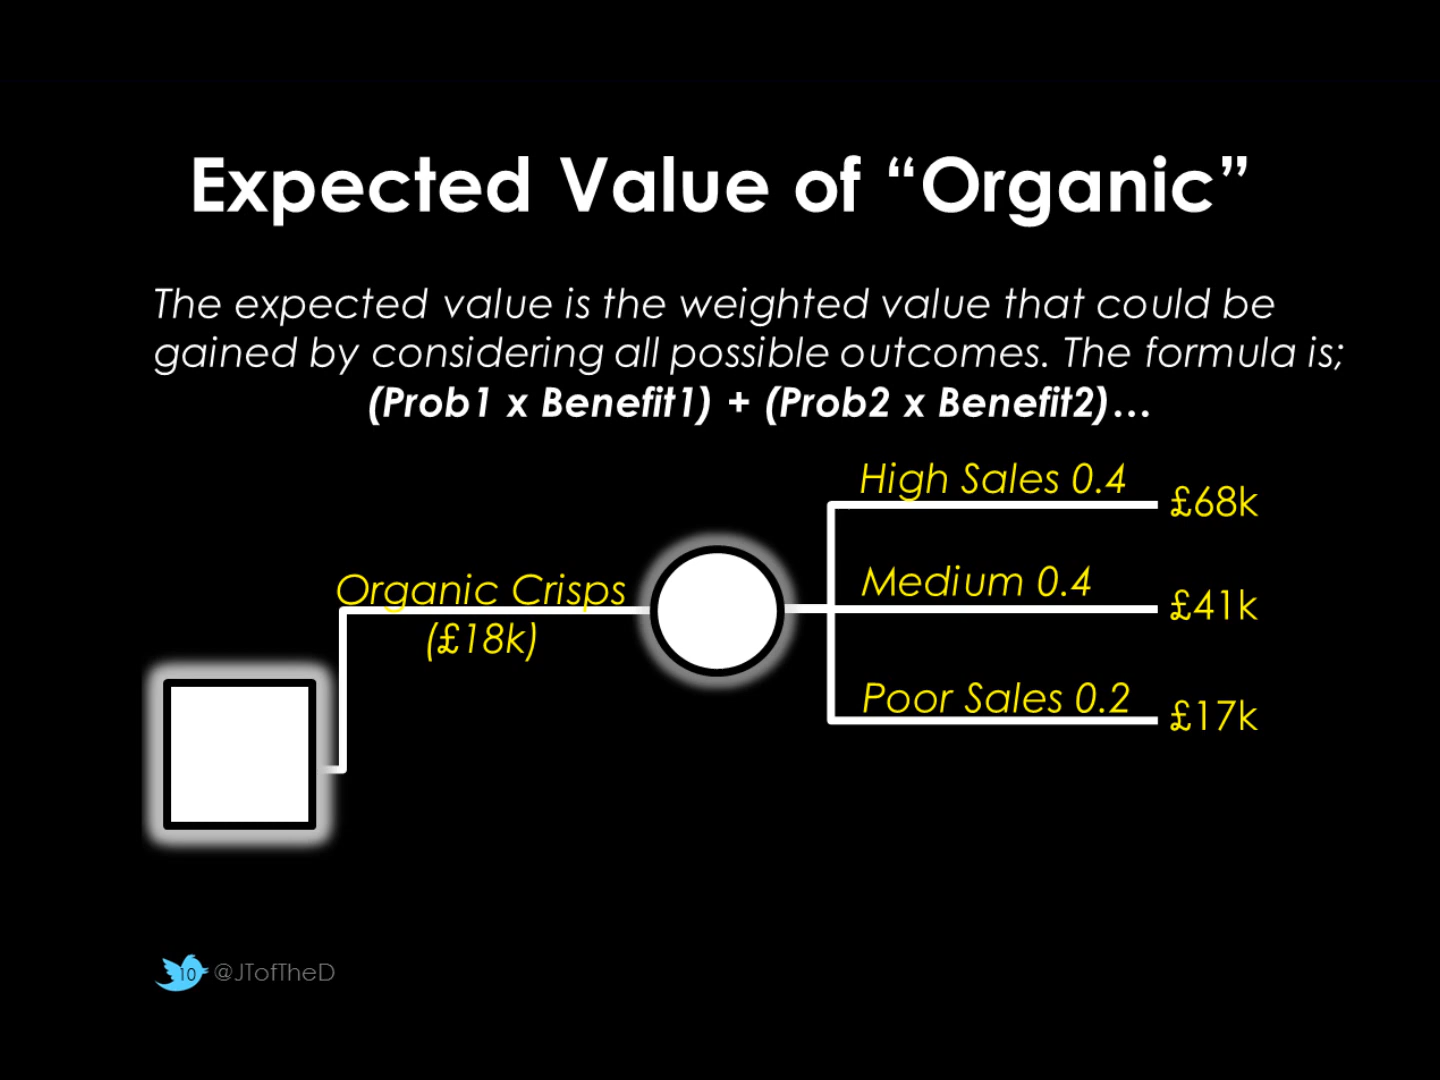 Expected Value of “Organic”
The expected value is the weighted value that could be
gained by considering all possible outcomes. The formula is;
(Prob1 x Benefit1) + (Prob2 x Benefit2)…
High Sales 0.4
£68k
Organic Crisps
(£18k)
Medium 0.4
£41k
Poor Sales 0.2
£17k
10 @JTofTheD